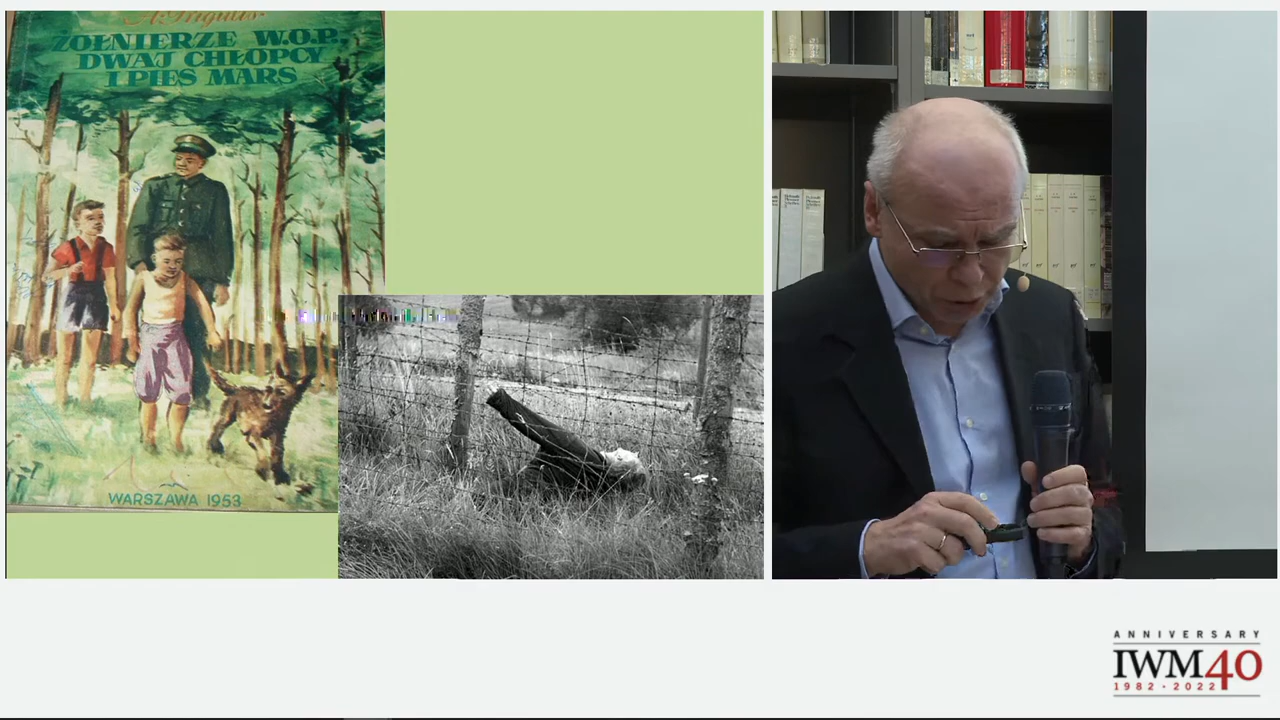 ŻOŁNIERZE W.O.P.,
DWAJ CHŁOPCY
I PIES MARS
WARSZAWA 1953
ANNIVERSARY
IWM40
1982 - 2022